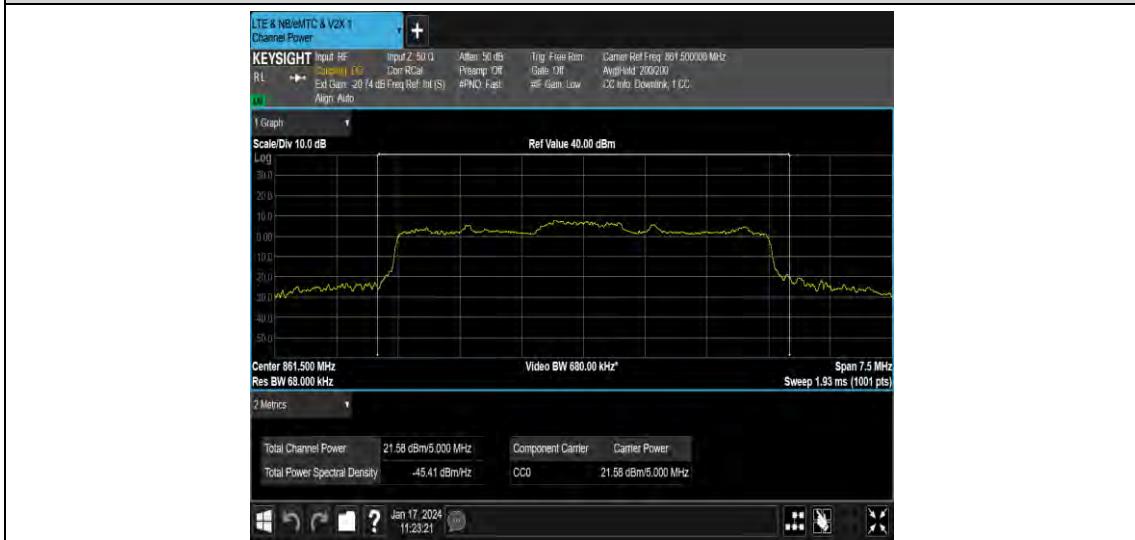 LTE & NB/eMTC & V2X 1
Channel Power
KEYSIGHT Input: RF Input Z: 50 Ω Atten: 50 dB Trig: Free Run Carrier Ref Freq: 861.500000 MHz
RL Coupling: DC Corr RCal Preamp: Off Gate: Off Avg|Hold: 200/200
Ext Gain: -20.74 dB Freq Ref: Int (S) #PNO: Fast #IF Gain: Low CC Info: Downlink, 1 CC
Align: Auto
1 Graph
Scale/Div 10.0 dB Ref Value 40.00 dBm
Log
30.0
20.0
10.0
0.00
-10.0
-20.0
-30.0
-40.0
-50.0
Center 861.500 MHz Video BW 680.00 kHz* Span 7.5 MHz
Res BW 68.000 kHz Sweep 1.93 ms (1001 pts)
2 Metrics
Total Channel Power 21.58 dBm/5.000 MHz Component Carrier Carrier Power
Total Power Spectral Density -45.41 dBm/Hz CC0 21.58 dBm/5.000 MHz
? Jan 17, 2024
11:23:21